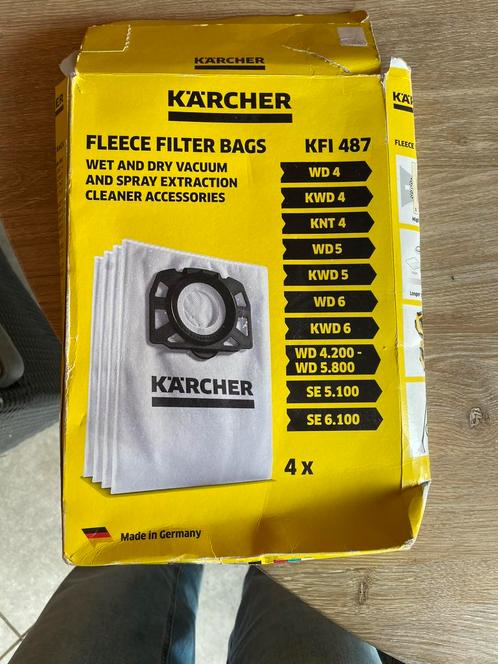 KÄRCHER
KÄRCHER
FLEECE FILTER BAGS KFI 487
WET AND DRY VACUUM
AND SPRAY EXTRACTION
CLEANER ACCESSORIES
WD 4
KWD 4
KNT 4
WD 5
KWD 5
WD 6
KWD 6
WD 4.200 -
WD 5.800
SE 5.100
SE 6.100
KÄRCHER
4 x
Made in Germany
KÄ
FLEECE